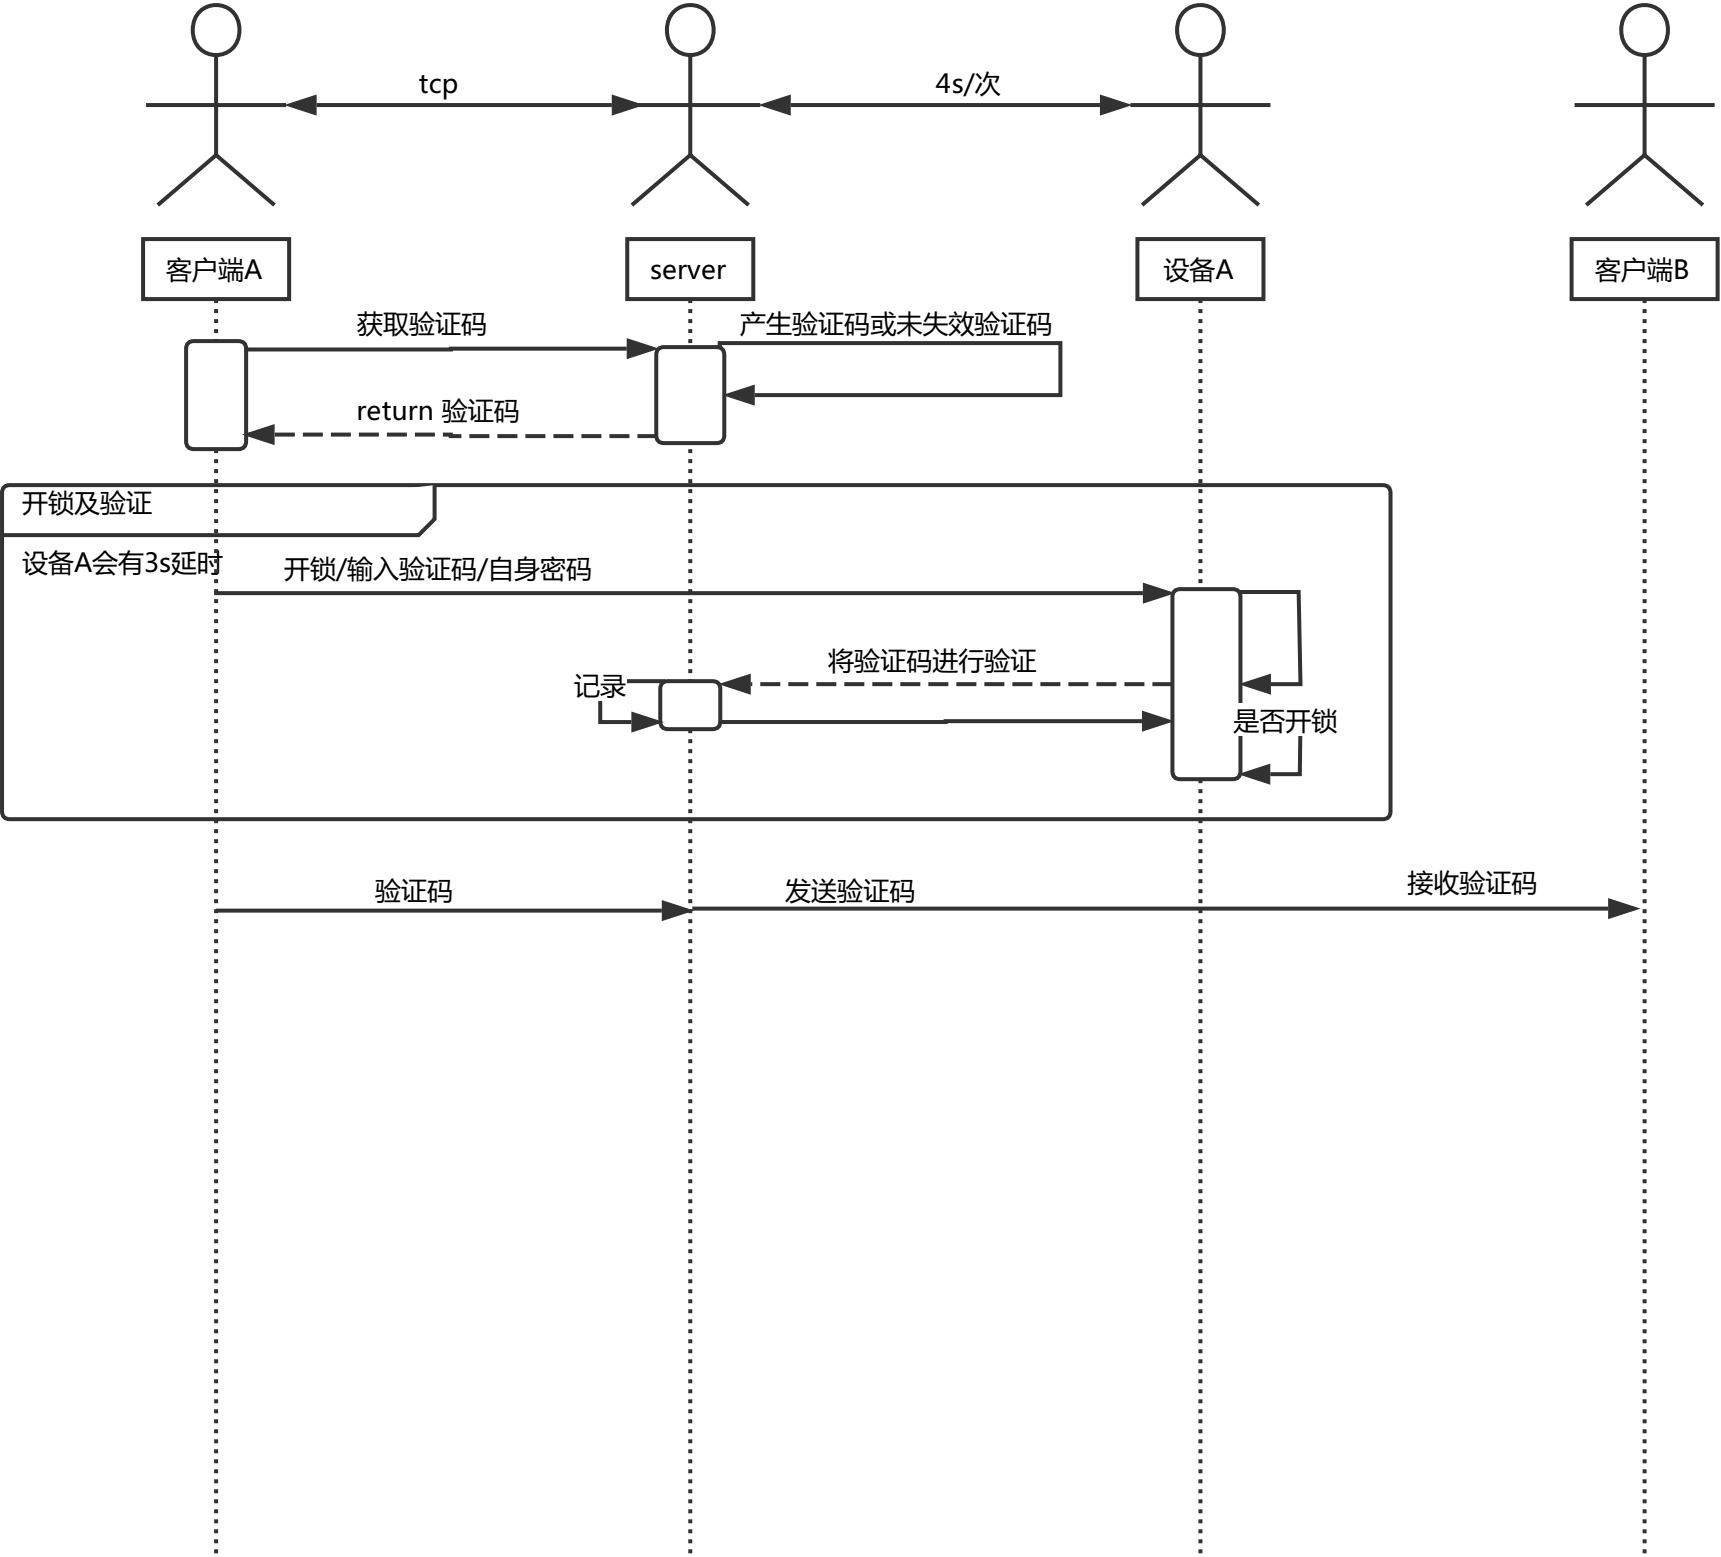 tcp
4s/次
客户端A
server
设备A
客户端B
获取验证码
产生验证码或未失效验证码
return 验证码
开锁及验证
设备A会有3s延时
开锁/输入验证码/自身密码
将验证码进行验证
记录
是否开锁
验证码
发送验证码
接收验证码